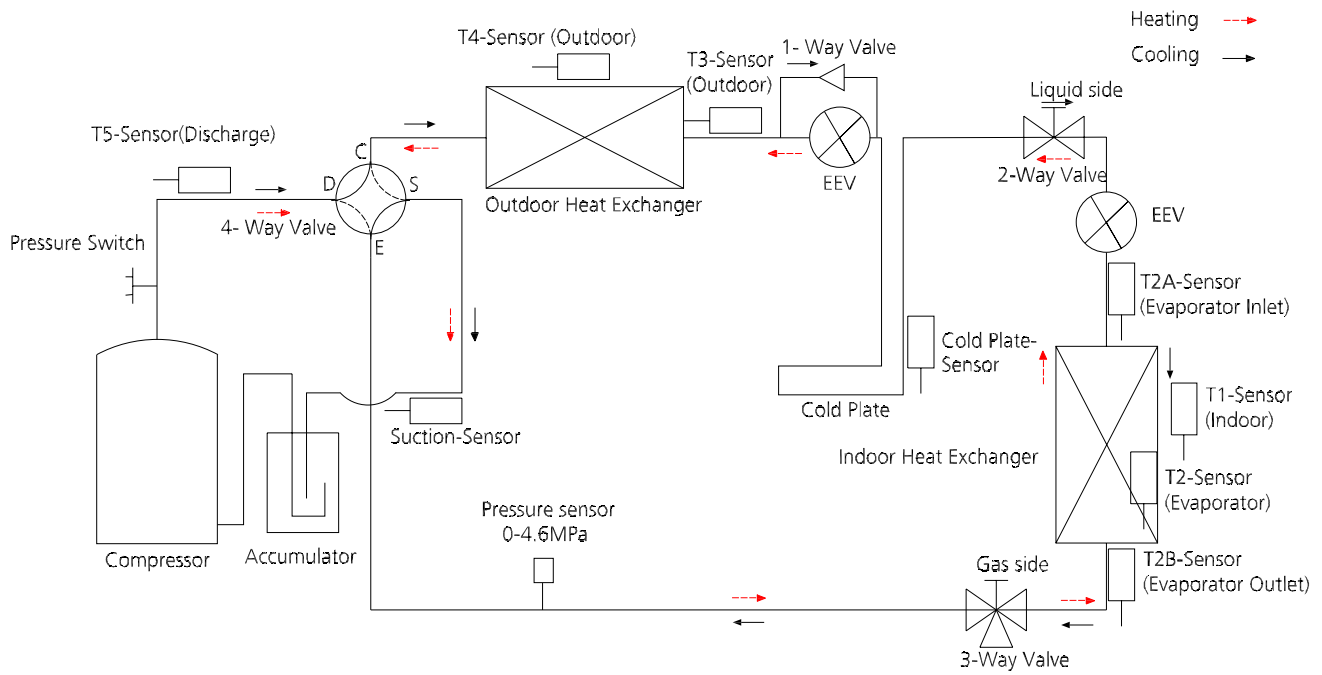 Heating
Cooling
T4-Sensor (Outdoor)
T3-Sensor
(Outdoor)
1- Way Valve
Liquid side
T5-Sensor(Discharge)
C
D
S
E
4- Way Valve
Outdoor Heat Exchanger
EEV
2-Way Valve
EEV
Pressure Switch
T2A-Sensor
(Evaporator Inlet)
Cold Plate-
Sensor
Cold Plate
T1-Sensor
(Indoor)
Suction-Sensor
Indoor Heat Exchanger
T2-Sensor
(Evaporator)
Pressure sensor
0-4.6MPa
Compressor
Accumulator
Gas side
T2B-Sensor
(Evaporator Outlet)
3-Way Valve